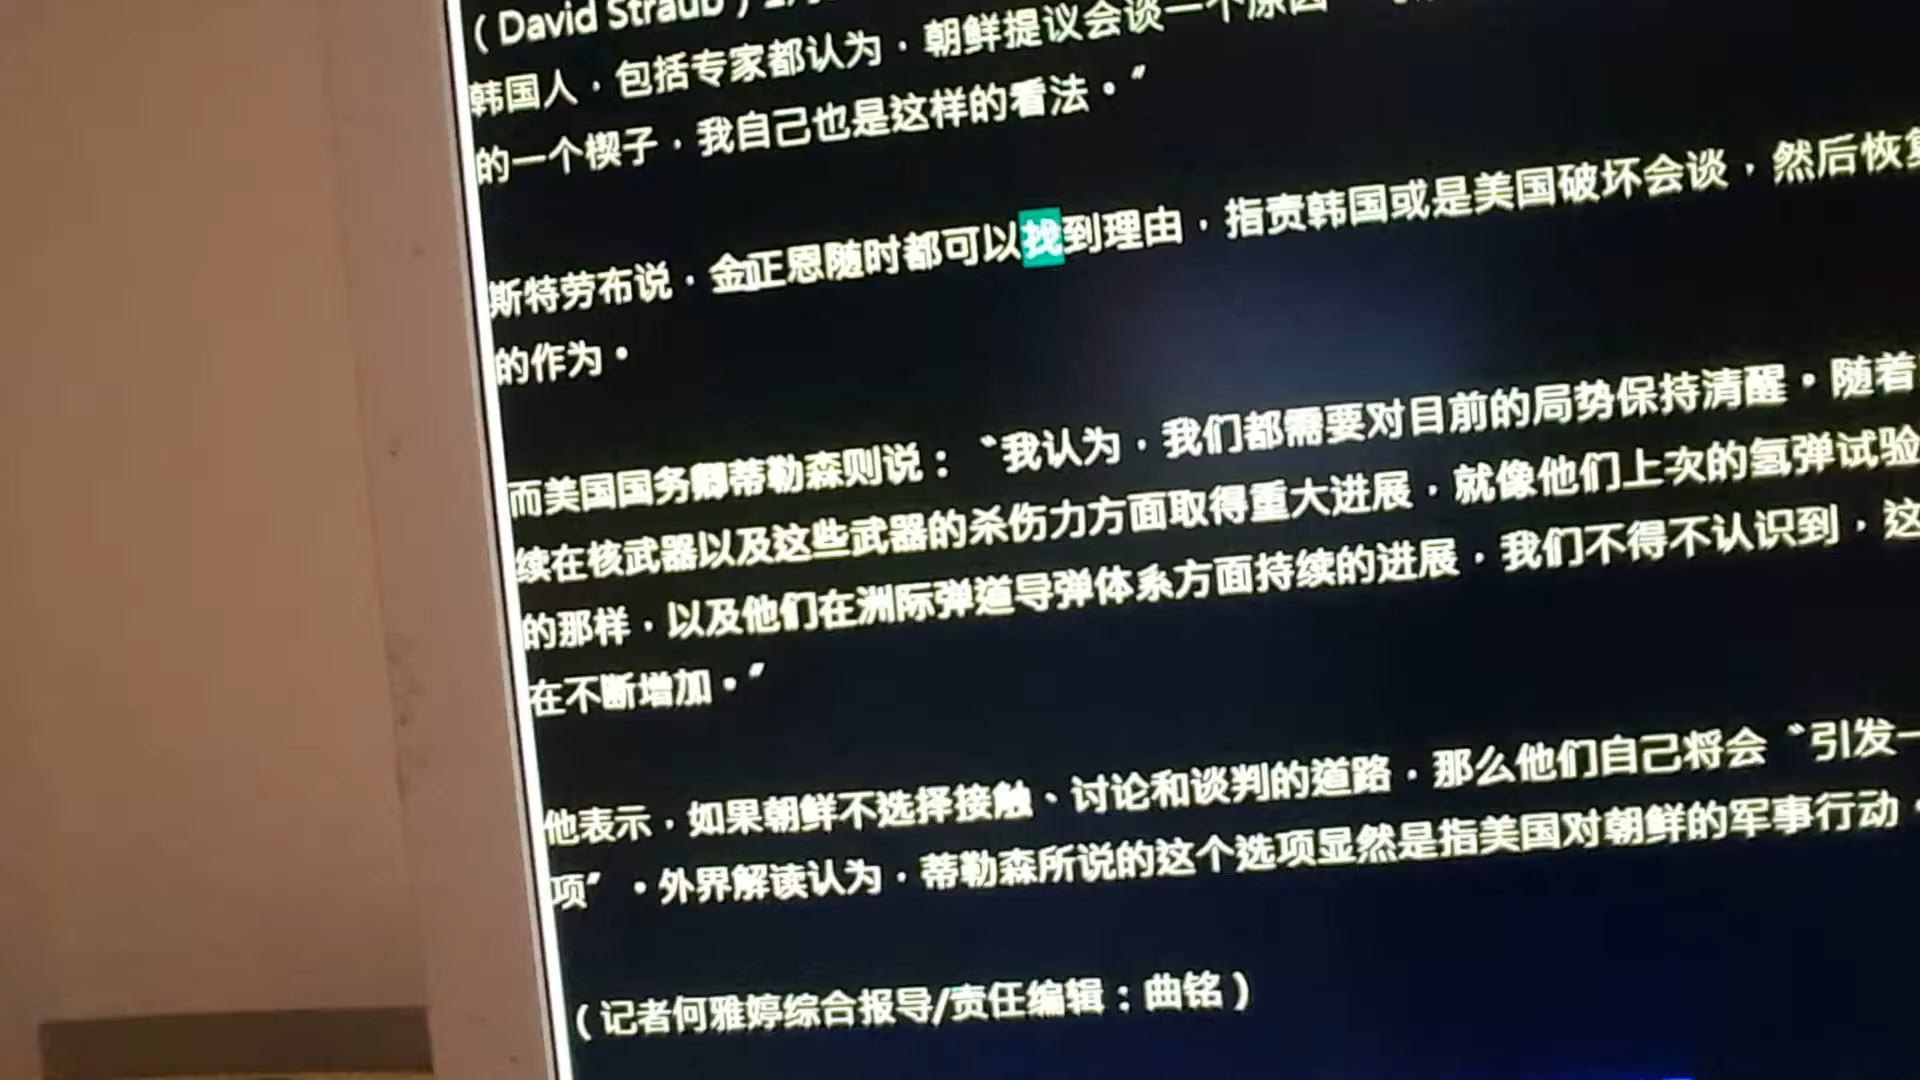 （David Straub）
韩国人，包括专家都认为，朝鲜提议会谈一个原因
的一个楔子，我自己也是这样的看法。”
斯特劳布说，金正恩随时都可以找到理由，指责韩国或是美国破坏会谈，然后恢复
的作为。
而美国国务卿蒂勒森则说：“我认为，我们都需要对目前的局势保持清醒。随着
续在核武器以及这些武器的杀伤力方面取得重大进展，就像他们上次的氢弹试验
的那样，以及他们在洲际弹道导弹体系方面持续的进展，我们不得不认识到，这
在不断增加。”
他表示，如果朝鲜不选择接触、讨论和谈判的道路，那么他们自己将会“引发一
项”。外界解读认为，蒂勒森所说的这个选项显然是指美国对朝鲜的军事行动。
（记者何雅婷综合报导/责任编辑：曲铭）